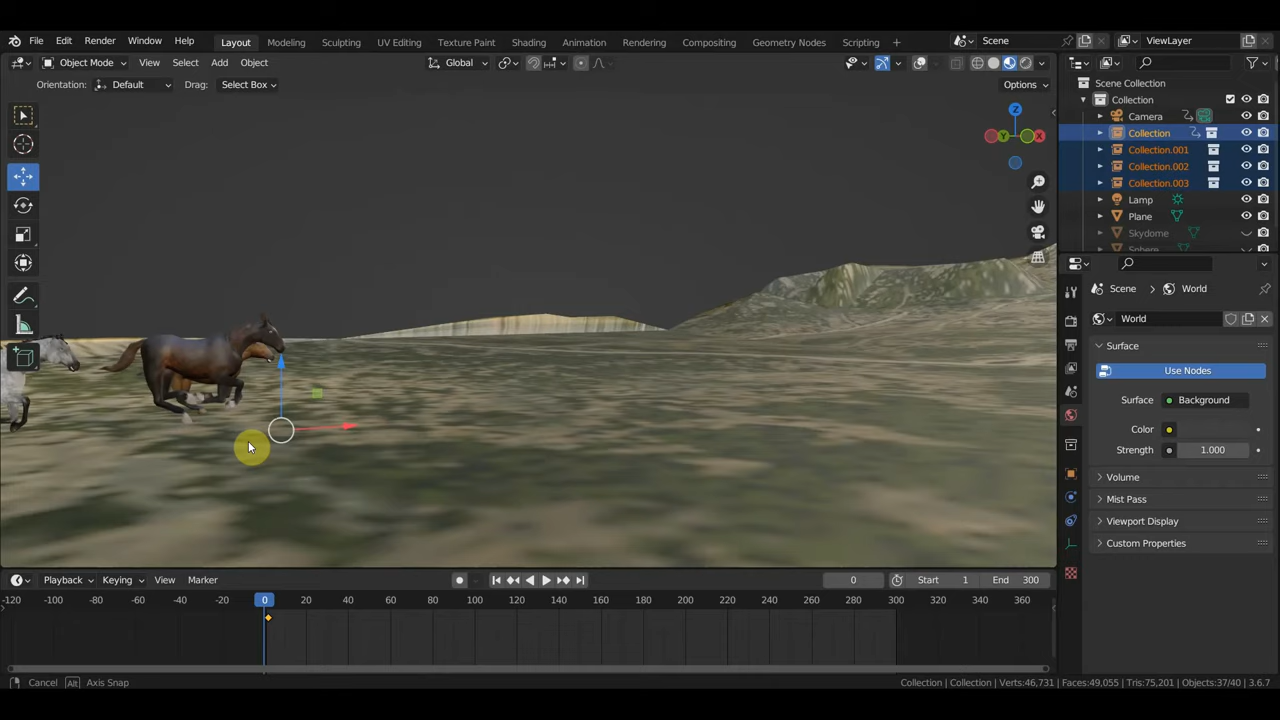 File Edit Render Window Help Layout Modeling Sculpting UV Editing Texture Paint Shading Animation Rendering Compositing Geometry Nodes Scripting + Scene ViewLayer
Object Mode View Select Add Object Global
Orientation: Default Drag: Select Box Options
Scene Collection
Collection
Camera
Collection
Collection.001
Collection.002
Collection.003
Lamp
Plane
Skydome
Sphere
Z
Y
X
Scene > World
World
Surface
Use Nodes
Surface Background
Color
Strength 1.000
Volume
Mist Pass
Viewport Display
Custom Properties
Playback Keying View Marker 0 Start 1 End 300
-120 -100 -80 -60 -40 -20 0 20 40 60 80 100 120 140 160 180 200 220 240 260 280 300 320 340 360
Cancel Alt Axis Snap Collection | Collection | Verts:46,731 | Faces:49,055 | Tris:75,201 | Objects:37/40 | 3.6.7